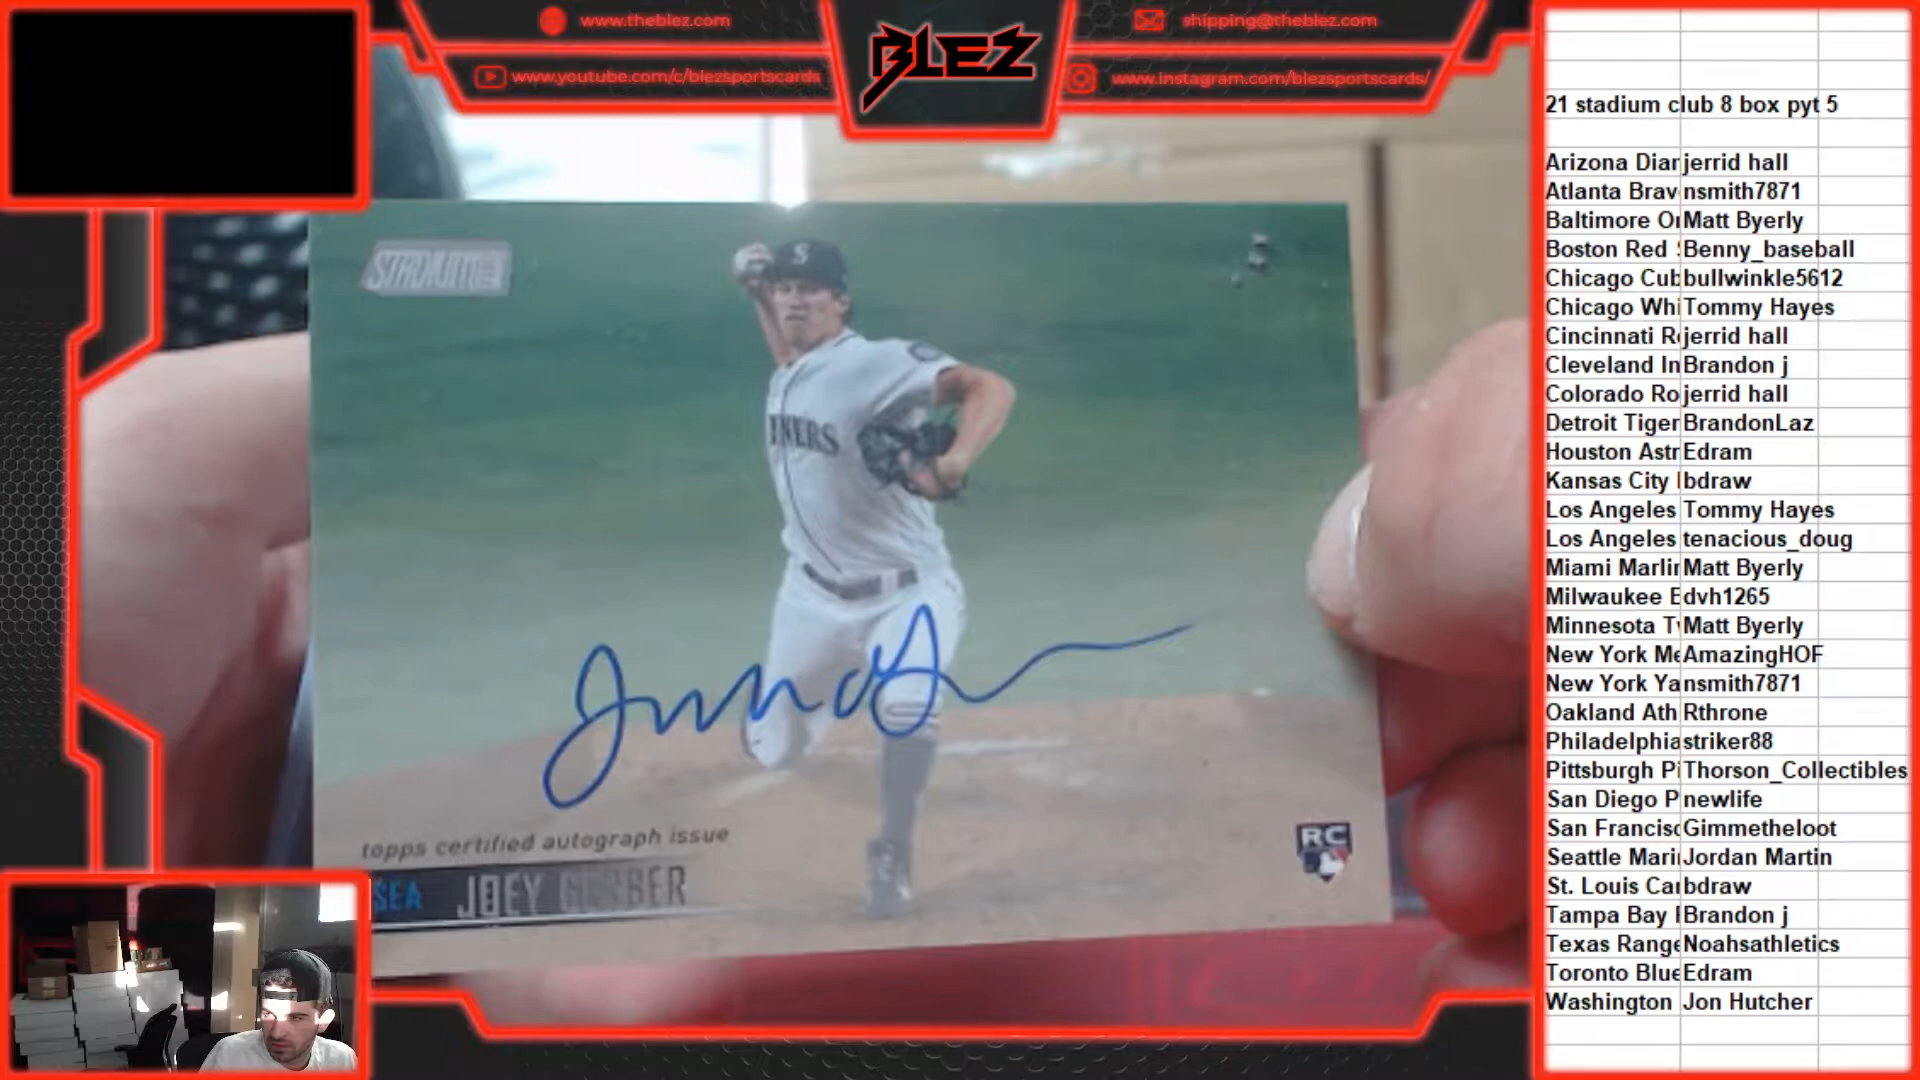 www.theblez.com
BLEZ
shipping@theblez.com
www.youtube.com/c/blezsportscards
www.instagram.com/blezsportscards/
STADIUM CLUB
S
topps certified autograph issue
SEA JOEY GERBER
RC
21 stadium club 8 box pyt 5
Arizona Diar jerrid hall
Atlanta Brav nsmith7871
Baltimore O Matt Byerly
Boston Red Benny_baseball
Chicago Cub bullwinkle5612
Chicago Whi Tommy Hayes
Cincinnati R jerrid hall
Cleveland In Brandon j
Colorado Ro jerrid hall
Detroit Tiger BrandonLaz
Houston Astr Edram
Kansas City bdraw
Los Angeles Tommy Hayes
Los Angeles tenacious_doug
Miami Marlin Matt Byerly
Milwaukee B dvh1265
Minnesota T Matt Byerly
New York Me AmazingHOF
New York Ya nsmith7871
Oakland Ath Rthrone
Philadelphia striker88
Pittsburgh Pi Thorson_Collectibles
San Diego P newlife
San Francisc Gimmetheloot
Seattle Mari Jordan Martin
St. Louis Car bdraw
Tampa Bay Brandon j
Texas Range Noahsathletics
Toronto Blue Edram
Washington Jon Hutcher